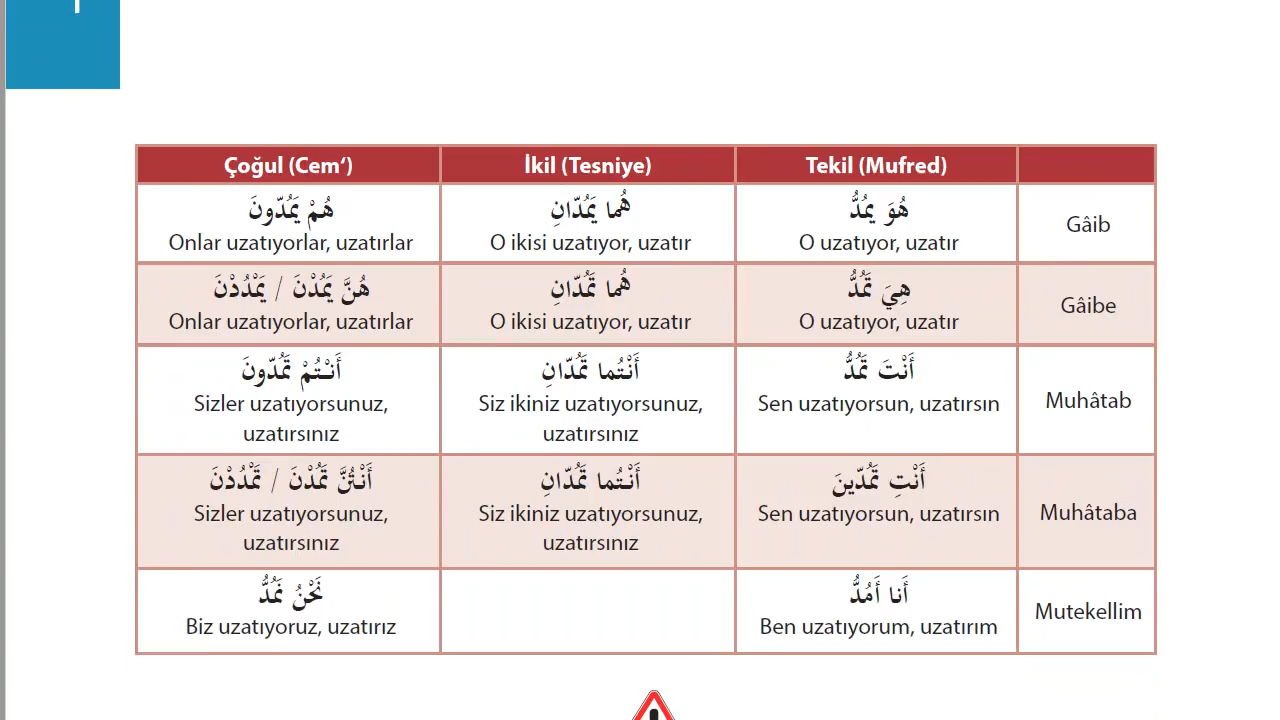 Çoğul (Cem‘) İkil (Tesniye) Tekil (Mufred)
هُمْ يَمُدّونَ هُما يَمُدّانِ هُوَ يمُدُّ
Onlar uzatıyorlar, uzatırlar O ikisi uzatıyor, uzatır O uzatıyor, uzatır Gâib
هُنَّ يَمُدْنَ / يَمْدُدْنَ هُما تَمُدّانِ هِيَ تَمُدُّ
Onlar uzatıyorlar, uzatırlar O ikisi uzatıyor, uzatır O uzatıyor, uzatır Gâibe
أَنْتُمْ تَمُدّونَ أَنْتُما تَمُدّانِ أَنْتَ تَمُدُّ
Sizler uzatıyorsunuz, Siz ikiniz uzatıyorsunuz, Sen uzatıyorsun, uzatırsın Muhâtab
uzatırsınız uzatırsınız
أَنْتُنَّ تَمُدْنَ / تَمْدُدْنَ أَنْتُما تَمُدّانِ أَنْتِ تَمُدّينَ
Sizler uzatıyorsunuz, Siz ikiniz uzatıyorsunuz, Sen uzatıyorsun, uzatırsın Muhâtaba
uzatırsınız uzatırsınız
نَحْنُ نَمُدُّ أَنا أَمُدُّ
Biz uzatıyoruz, uzatırız Ben uzatıyorum, uzatırım Mutekellim